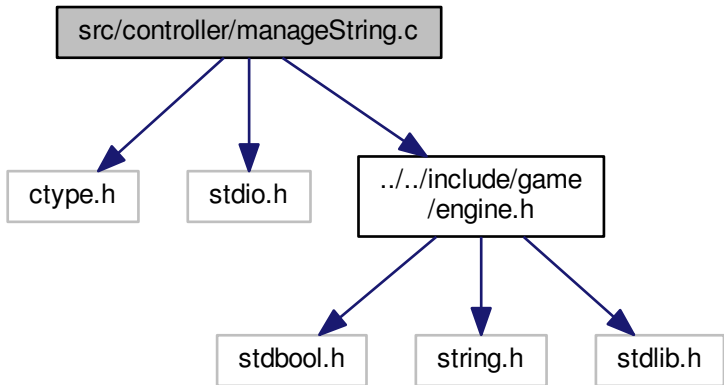 src/controller/manageString.c
ctype.h
stdio.h
../../include/game
/engine.h
stdbool.h
string.h
stdlib.h